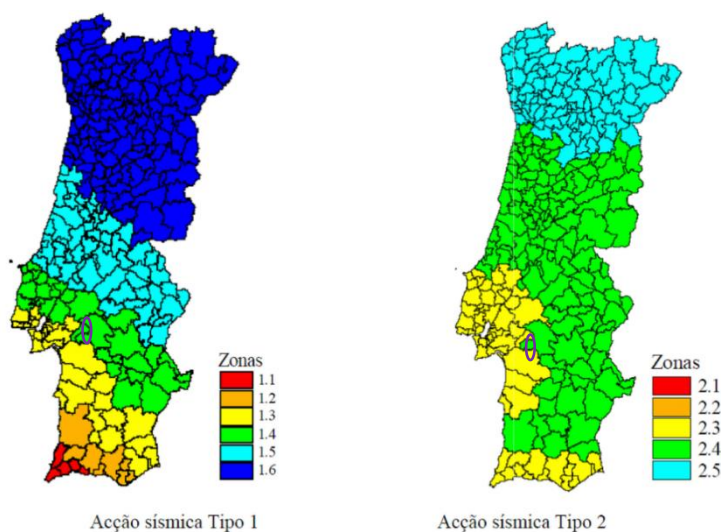 Zonas
1.1
1.2
1.3
1.4
1.5
1.6
Acção sísmica Tipo 1
Zonas
2.1
2.2
2.3
2.4
2.5
Acção sísmica Tipo 2